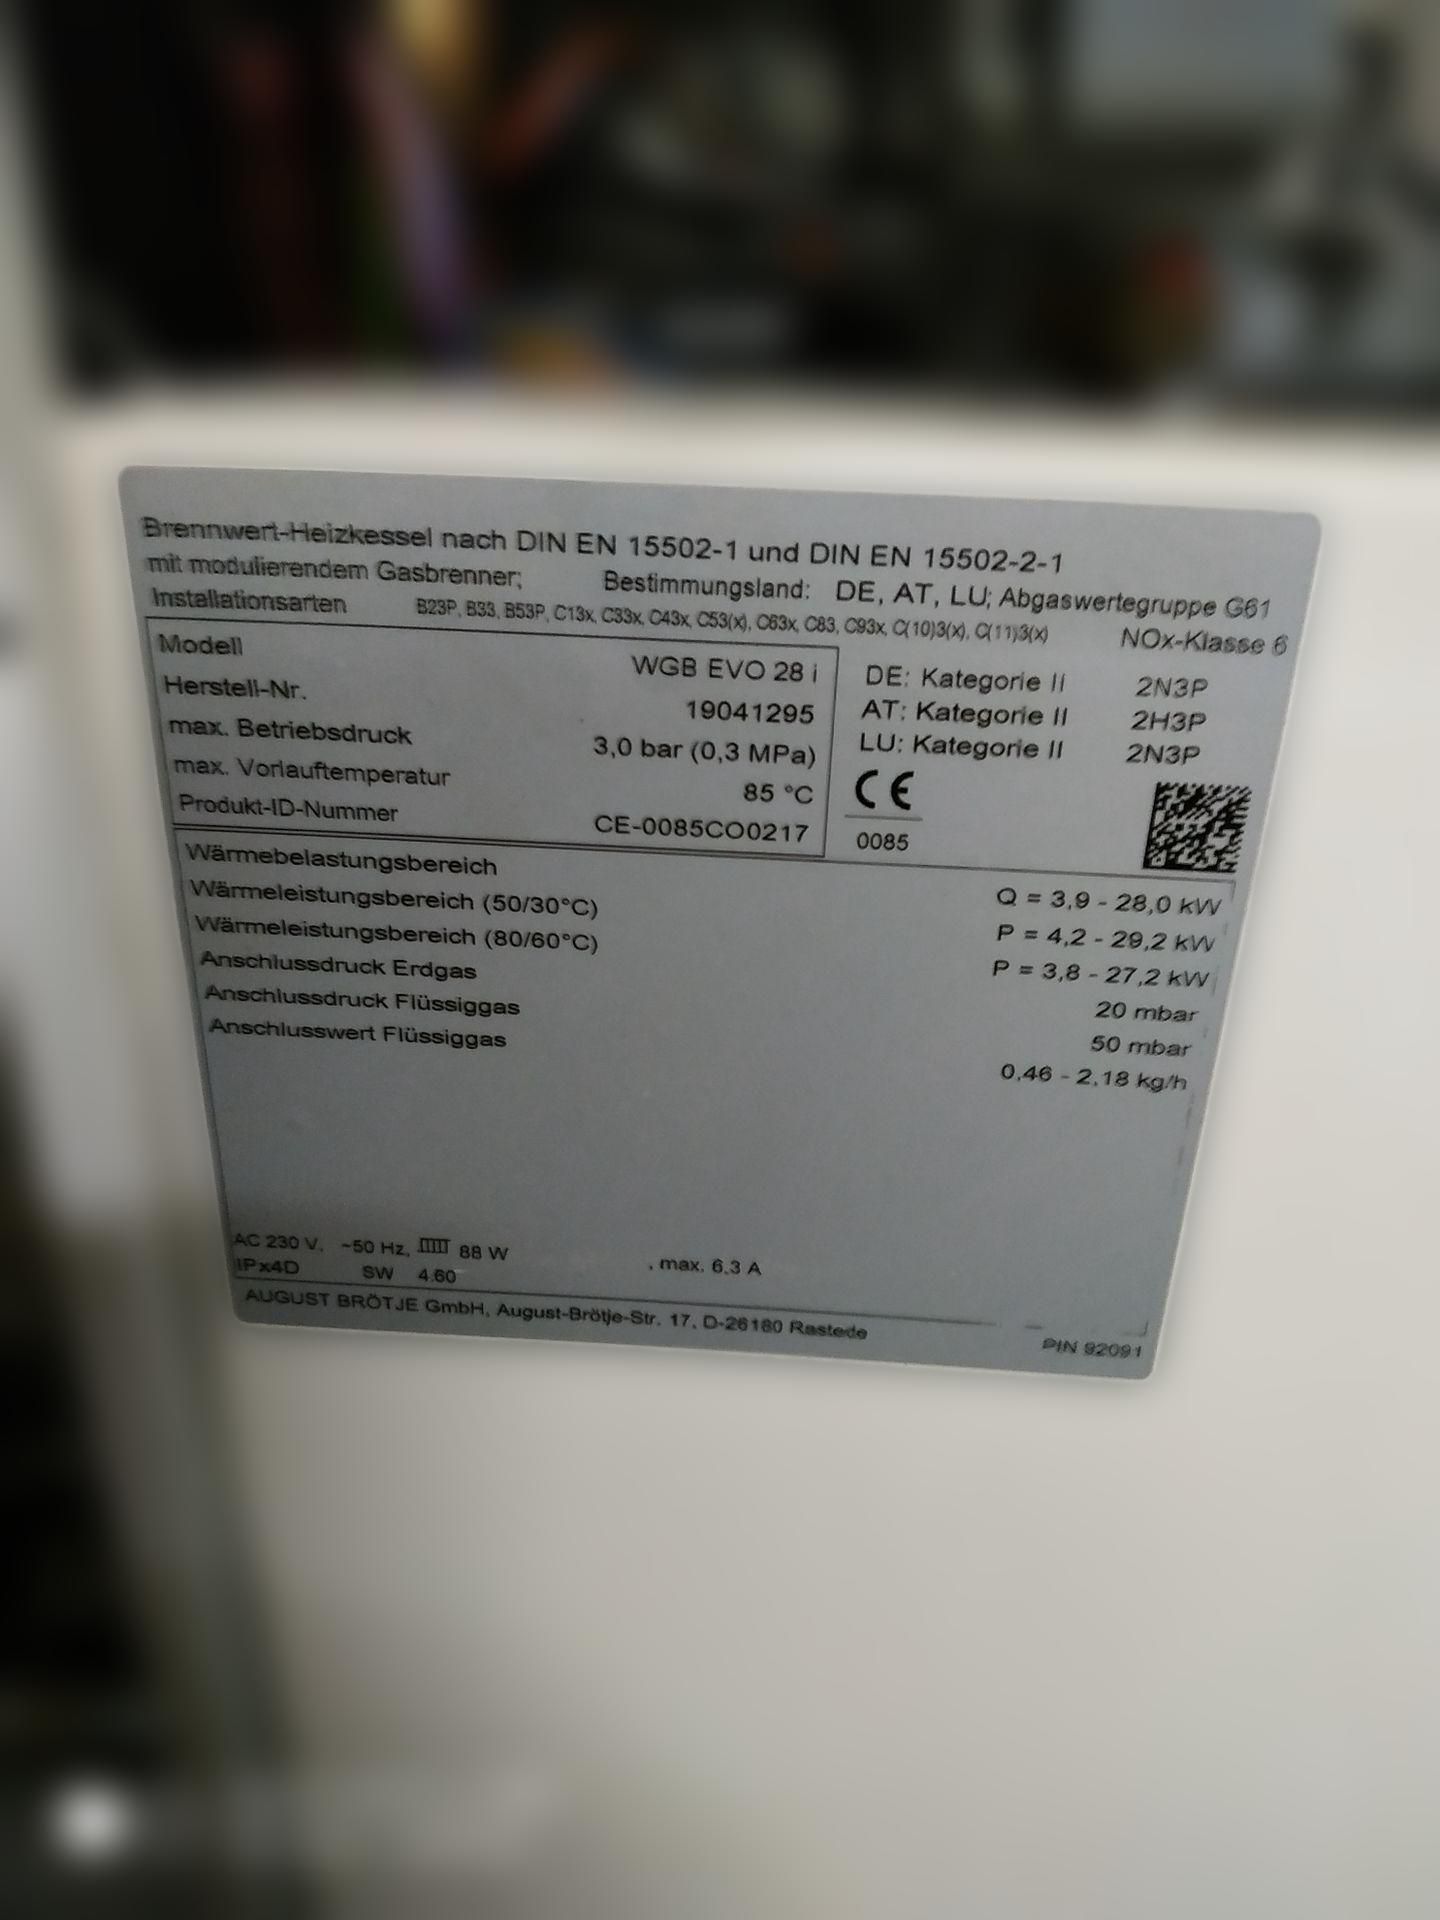 Brennwert-Heizkessel nach DIN EN 15502-1 und DIN EN 15502-2-1
mit modulierendem Gasbrenner; Bestimmungsland: DE, AT, LU; Abgaswertegruppe G61
Installationsarten B23P, B33, B53P, C13x, C33x, C43x, C53(x), C63x, C83, C93x, C(10)3(x), C(11)3(x) NOx-Klasse 6
Modell WGB EVO 28 i
Herstell-Nr. 19041295
max. Betriebsdruck 3,0 bar (0,3 MPa)
max. Vorlauftemperatur 85 °C
Produkt-ID-Nummer CE-0085CO0217
DE: Kategorie II 2N3P
AT: Kategorie II 2H3P
LU: Kategorie II 2N3P
CE
0085
Wärmebelastungsbereich Q = 3,9 - 28,0 kW
Wärmeleistungsbereich (50/30°C) P = 4,2 - 29,2 kW
Wärmeleistungsbereich (80/60°C) P = 3,8 - 27,2 kW
Anschlussdruck Erdgas 20 mbar
Anschlussdruck Flüssiggas 50 mbar
Anschlusswert Flüssiggas 0,46 - 2,18 kg/h
AC 230 V, ~50 Hz, 88 W , max. 6,3 A
IPx4D SW 4.60
AUGUST BRÖTJE GmbH, August-Brötje-Str. 17, D-26180 Rastede
PIN 92091